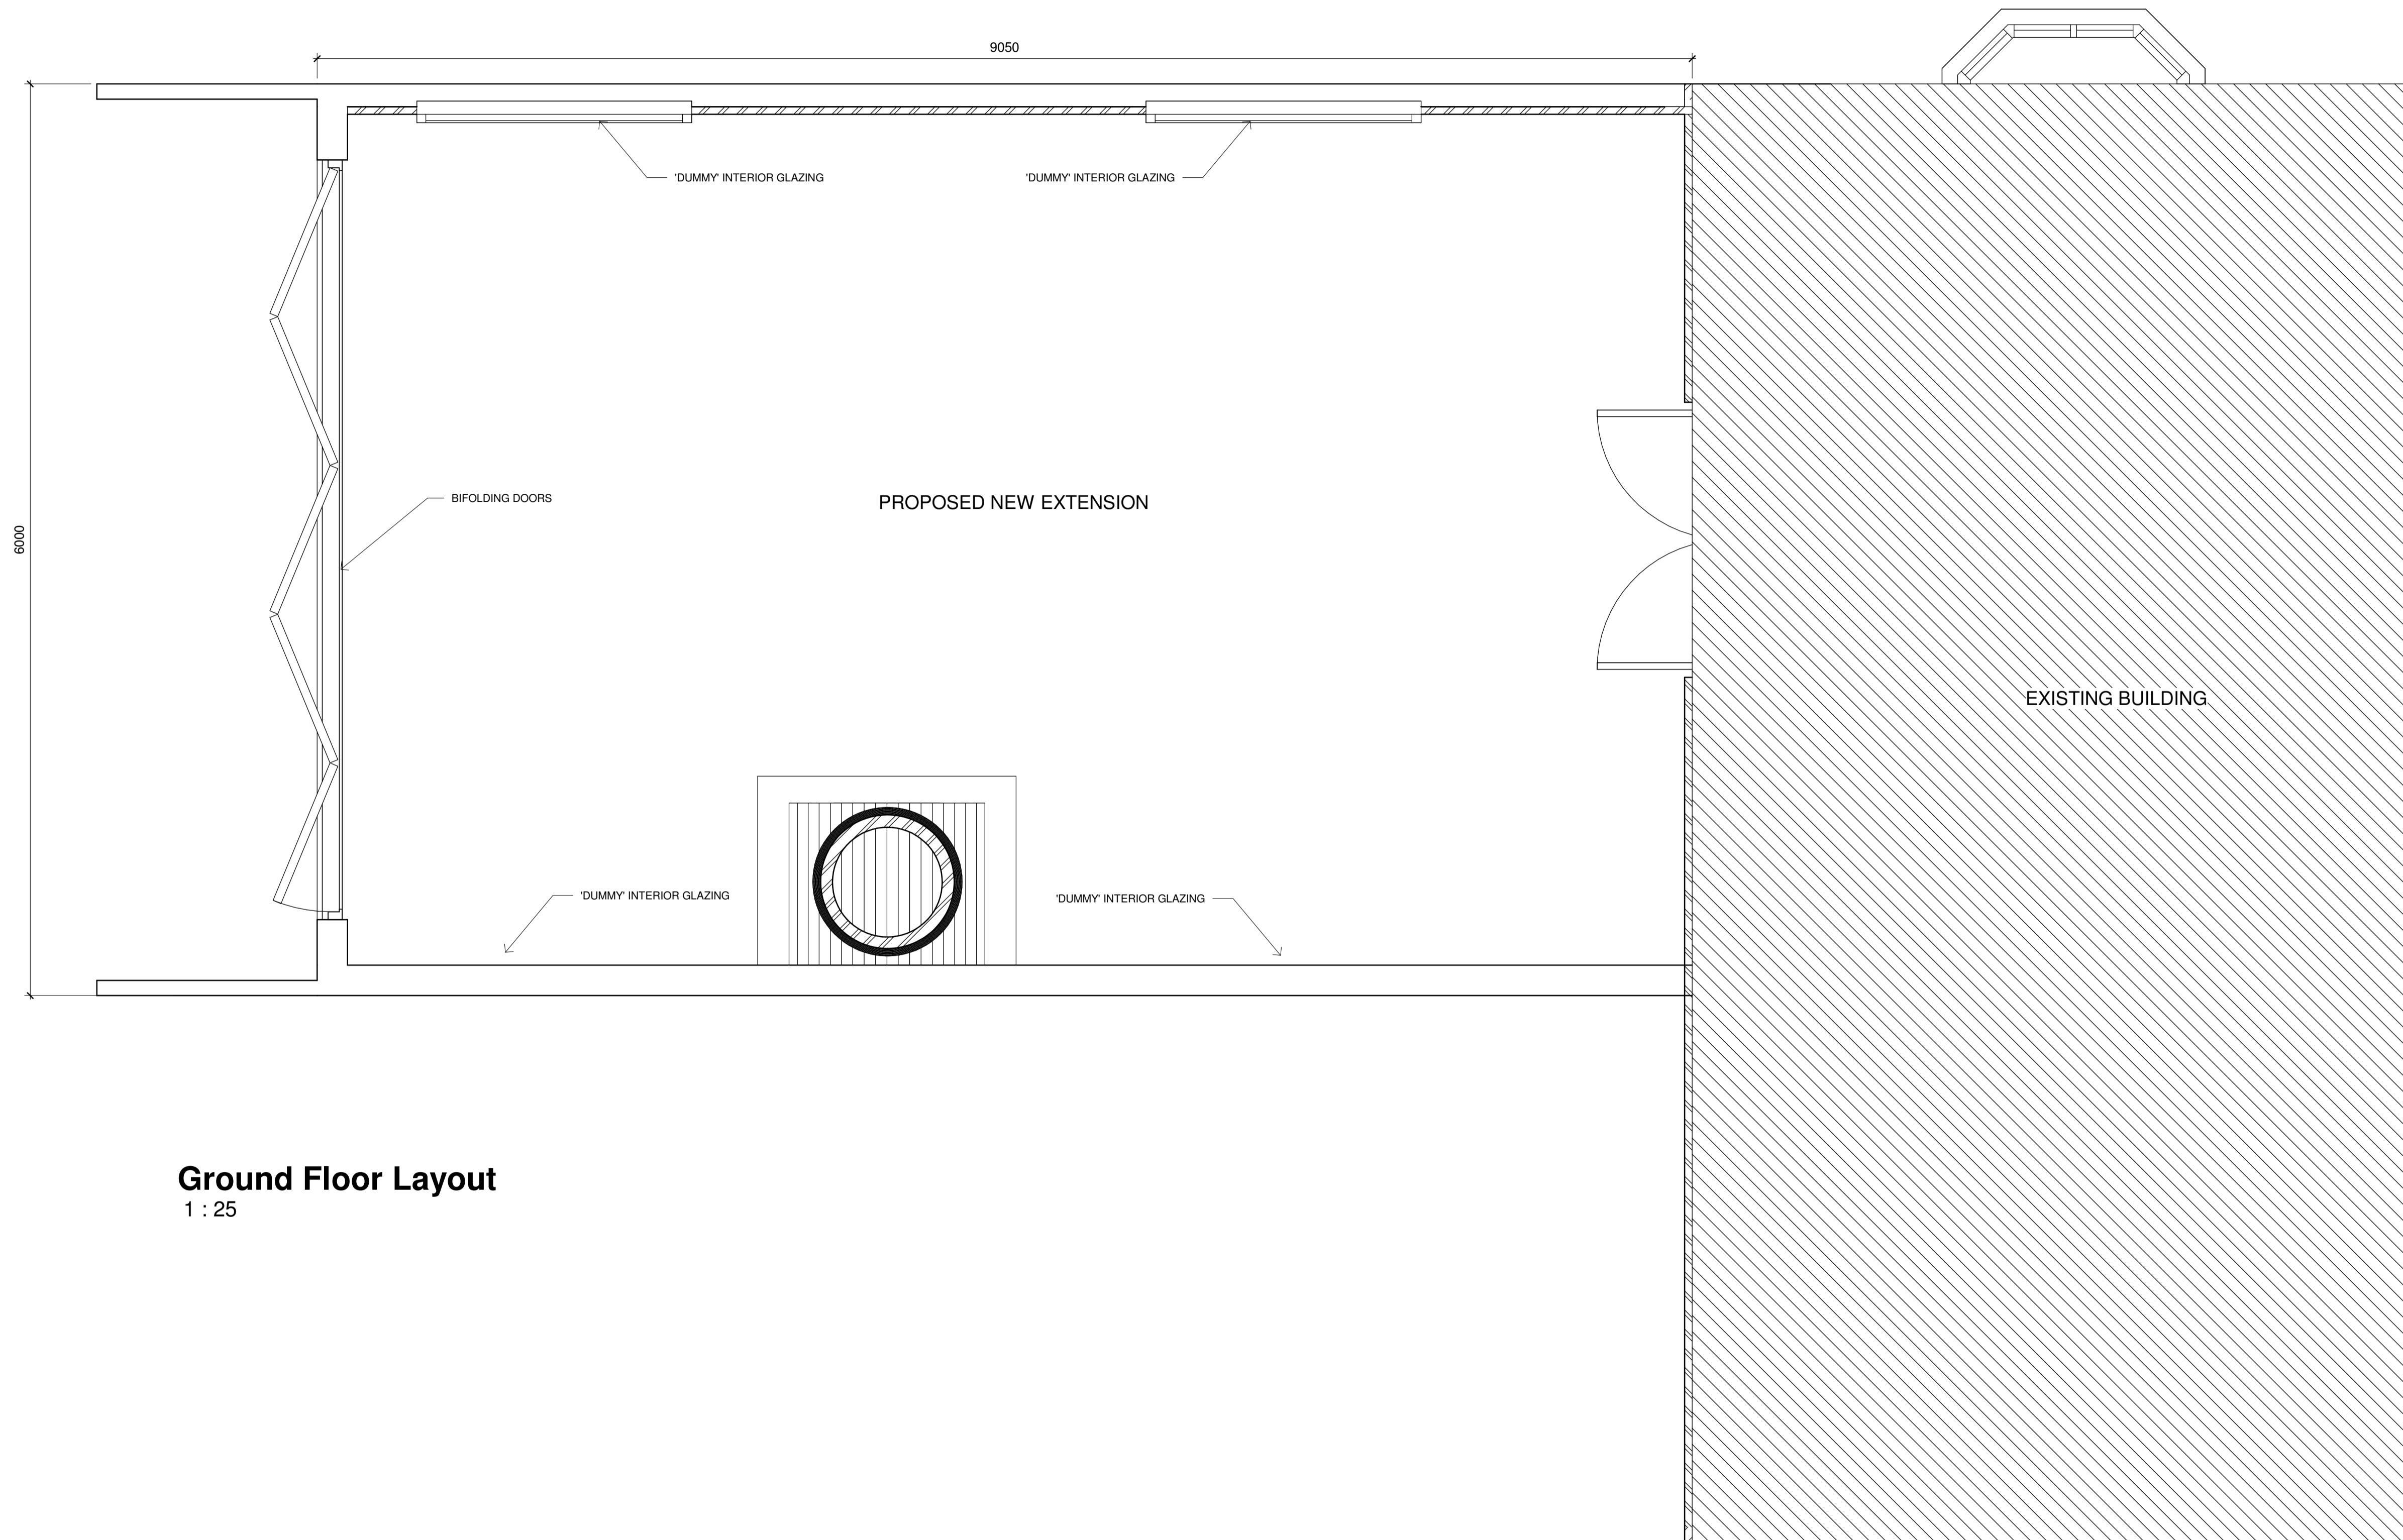 9050
'DUMMY' INTERIOR GLAZING
'DUMMY' INTERIOR GLAZING
BIFOLDING DOORS
PROPOSED NEW EXTENSION
6000
EXISTING BUILDING
'DUMMY' INTERIOR GLAZING
'DUMMY' INTERIOR GLAZING
Ground Floor Layout
1 : 25